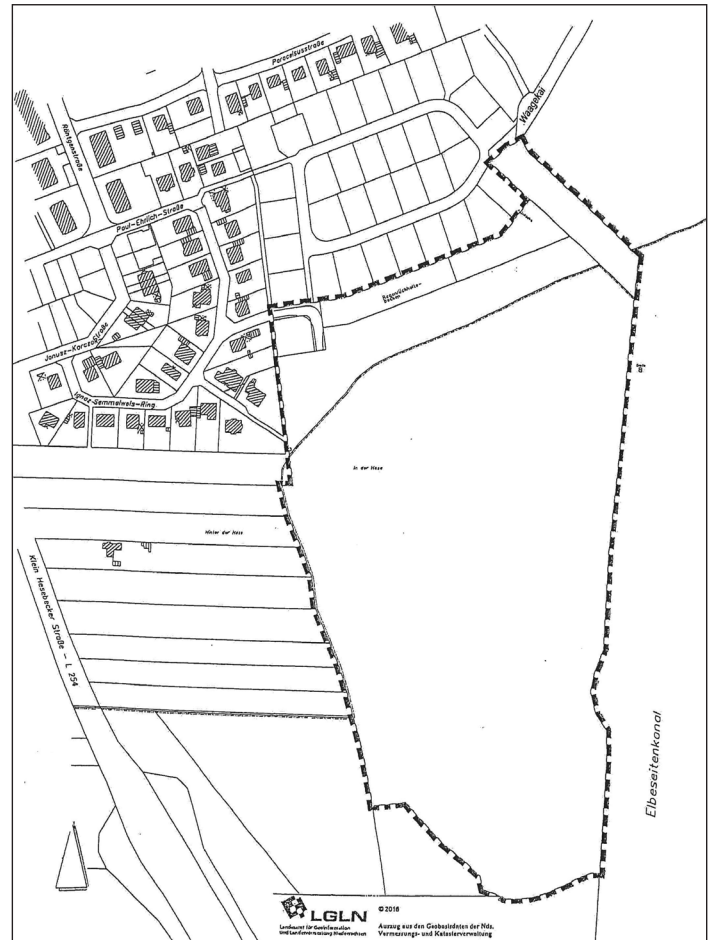 Paracelsusstraße
Waagekai
Röntgenstraße
Paul-Ehrlich-Straße
Regenrückhalte-
becken
Janusz-Korczak-Straße
Ignaz-Semmelweis-Ring
In der Hese
Hinter der Hese
Klein Hesebecker Straße - L 254
Elbeseitenkanal
LGLN
© 2016
Landesamt für Geoinformation
und Landesvermessung Niedersachsen
Auszug aus den Geobasisdaten der Nds.
Vermessungs- und Katasterverwaltung